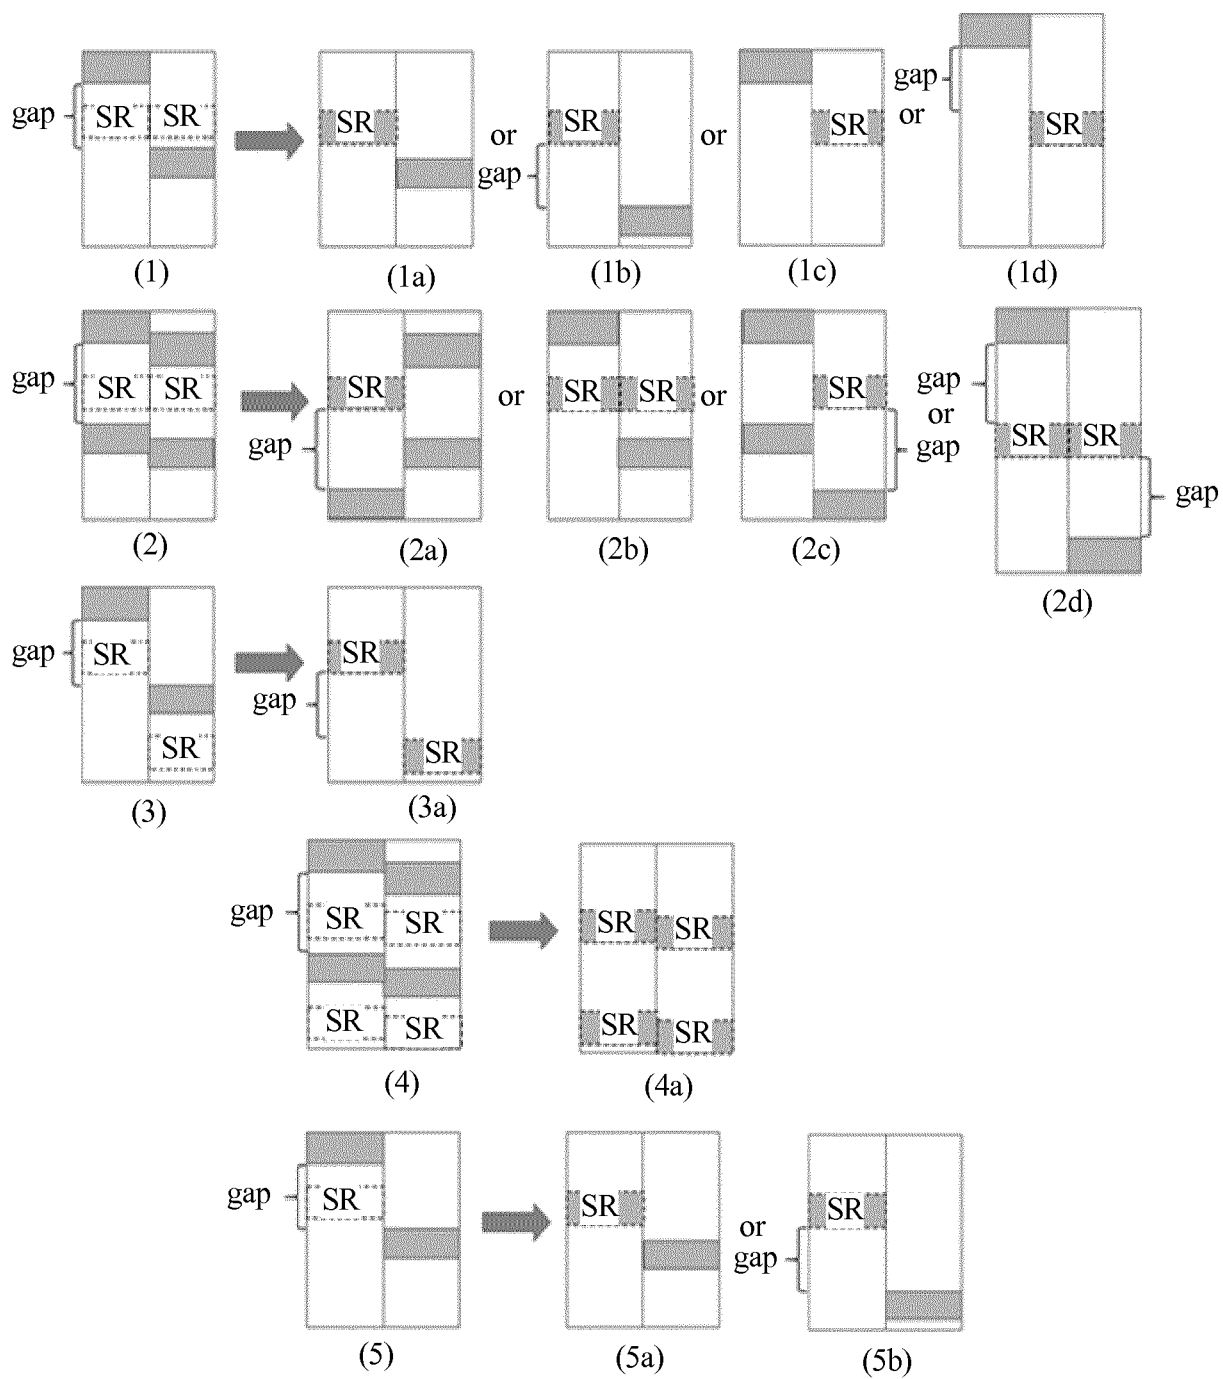 gap
SR SR
SR
or
SR
gap
or
SR
gap
or
SR
(1)
(1a)
(1b)
(1c)
(1d)
gap
SR SR
SR
gap
or
SR SR
or
SR
gap
gap
or
SR SR
gap
(2)
(2a)
(2b)
(2c)
(2d)
gap
SR
SR
SR
gap
SR
(3)
(3a)
gap
SR
SR
SR
SR
SR
SR
SR
SR
(4)
(4a)
gap
SR
SR
or
gap
SR
(5)
(5a)
(5b)